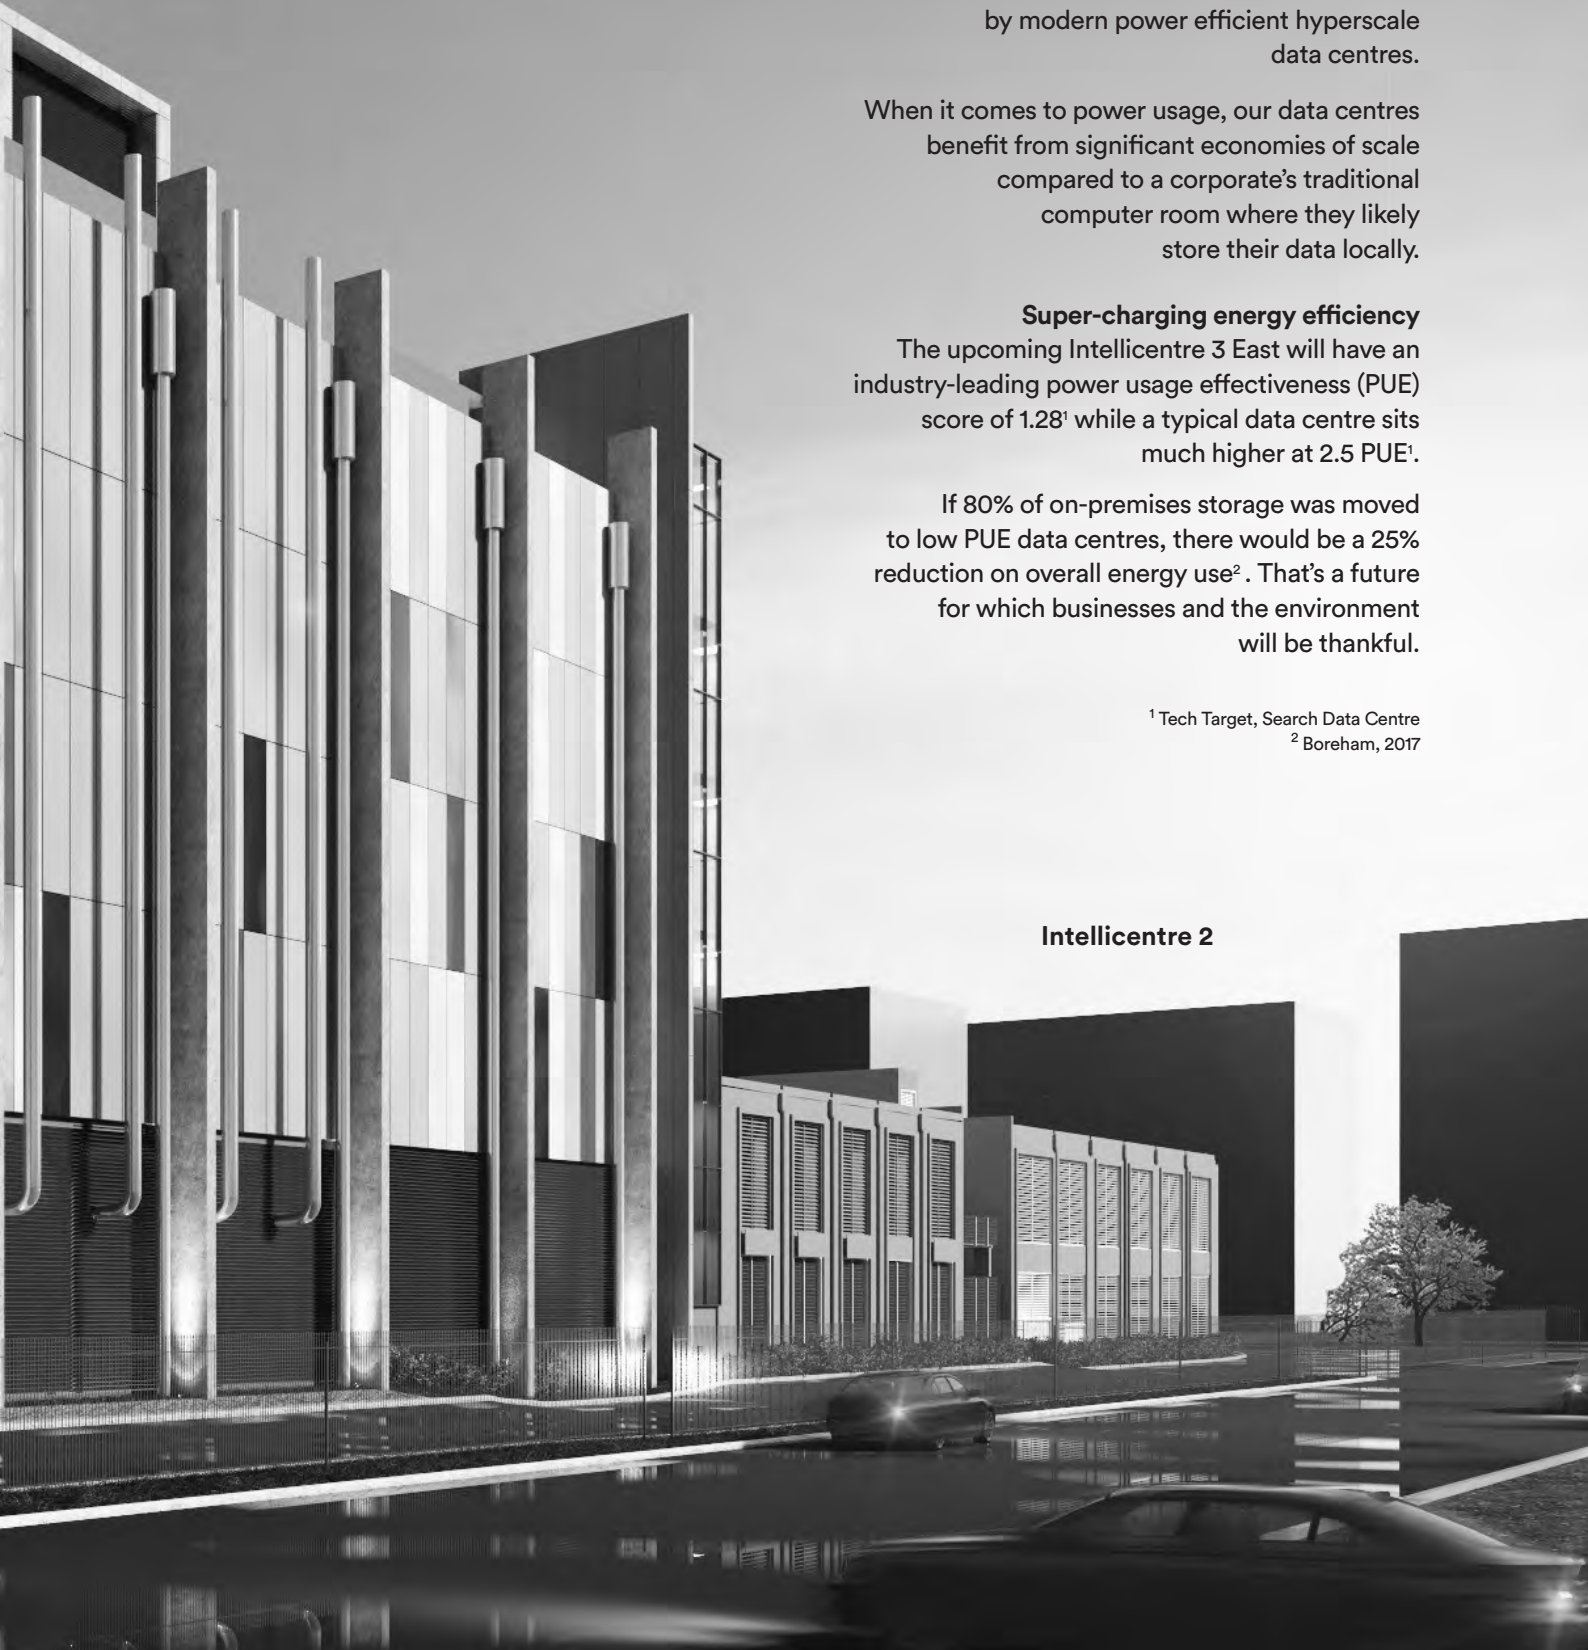 by modern power efficient hyperscale
data centres.
When it comes to power usage, our data centres
benefit from significant economies of scale
compared to a corporate’s traditional
computer room where they likely
store their data locally.
Super-charging energy efficiency
The upcoming Intellicentre 3 East will have an
industry-leading power usage effectiveness (PUE)
score of 1.28¹ while a typical data centre sits
much higher at 2.5 PUE¹.
If 80% of on-premises storage was moved
to low PUE data centres, there would be a 25%
reduction on overall energy use² . That’s a future
for which businesses and the environment
will be thankful.
¹ Tech Target, Search Data Centre
² Boreham, 2017
Intellicentre 2